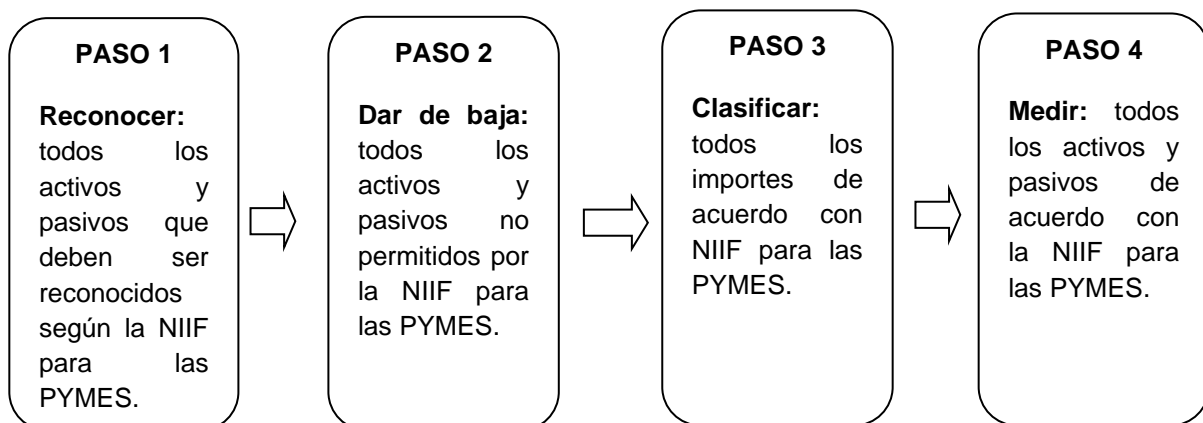 PASO 1
Reconocer:
todos los
activos y
pasivos que
deben ser
reconocidos
según la NIIF
para las
PYMES.
PASO 2
Dar de baja:
todos los
activos y
pasivos no
permitidos por
la NIIF para
las PYMES.
PASO 3
Clasificar:
todos los
importes de
acuerdo con
NIIF para las
PYMES.
PASO 4
Medir: todos
los activos y
pasivos de
acuerdo con
la NIIF para
las PYMES.